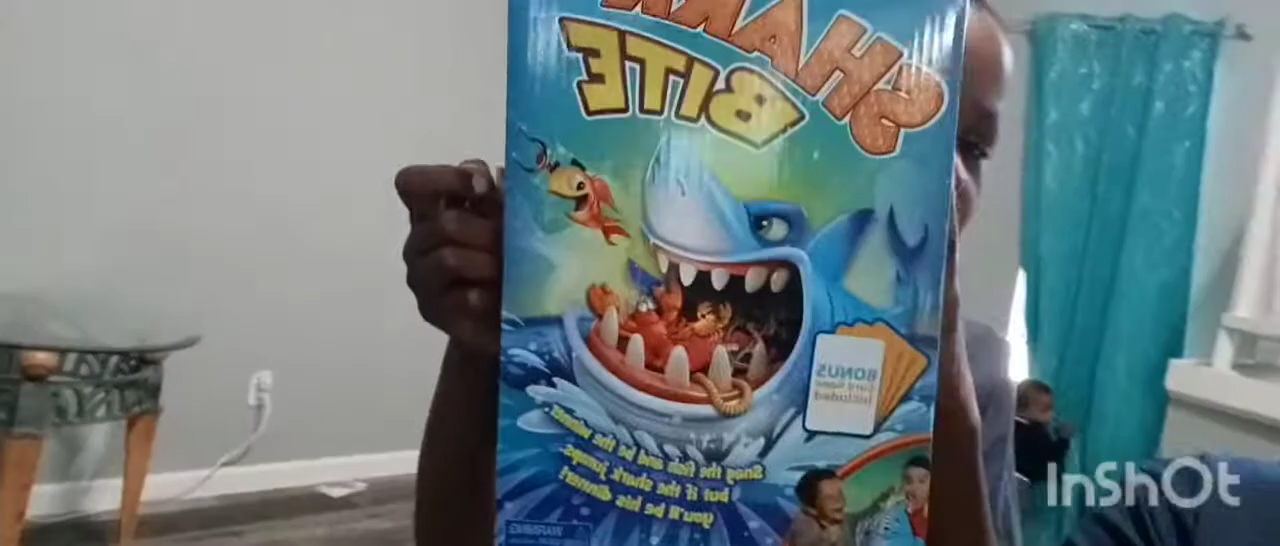 SHARK
BITE
BONUS
card game
included
Snag the fish and be the winner
but if the shark jumps,
you'll be his dinner!
WARNING
InShOt